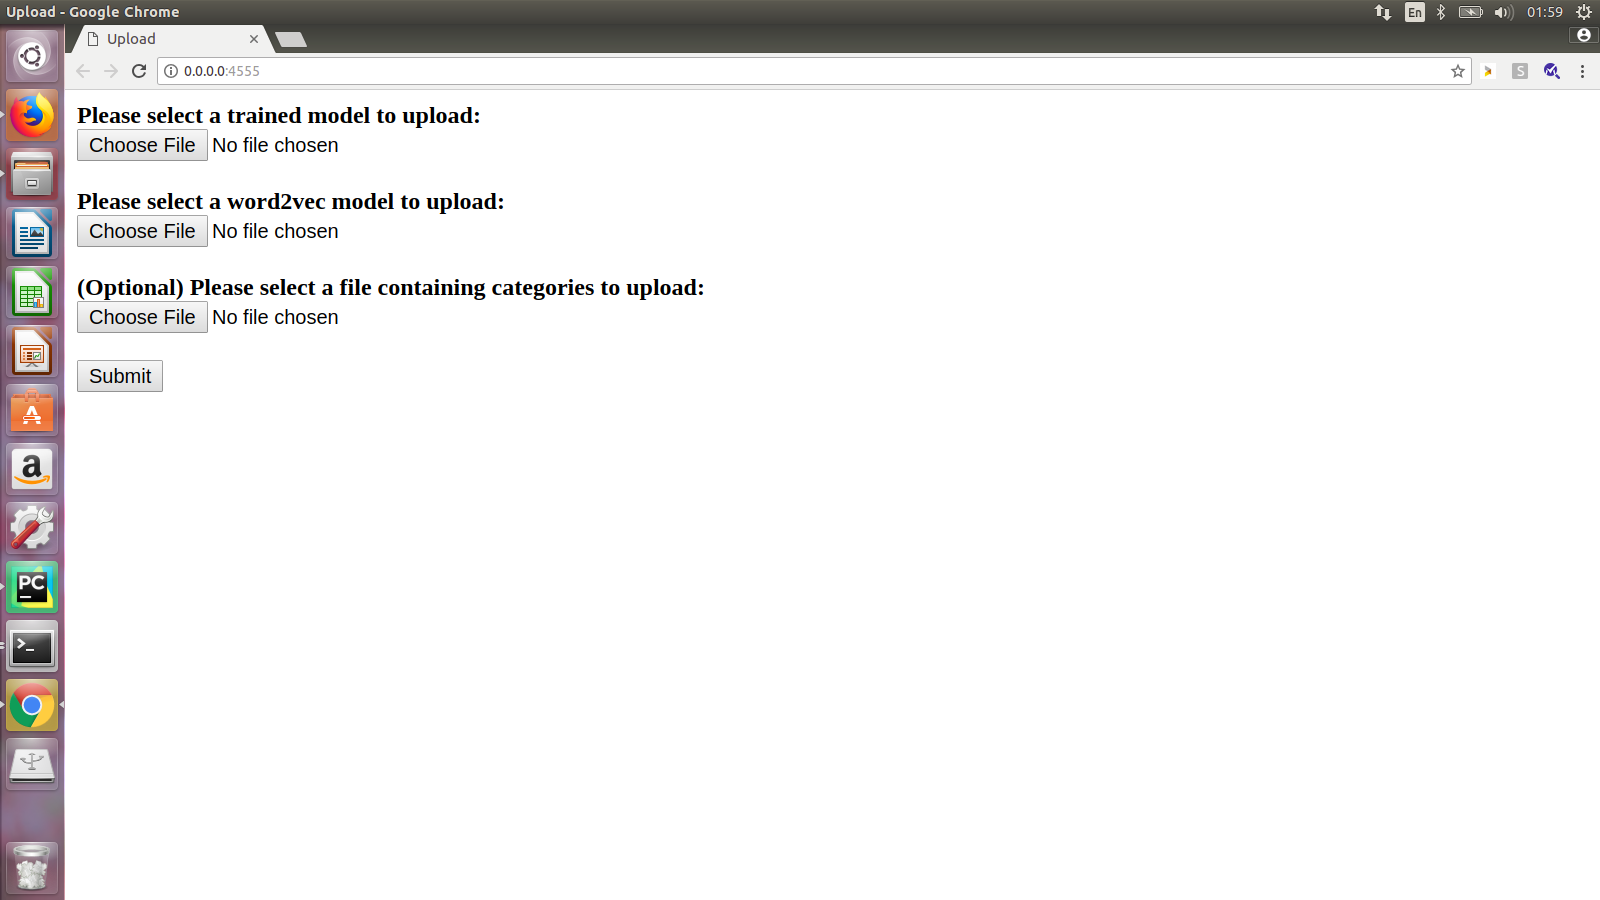 Upload - Google Chrome
En
01:59
Upload
0.0.0.0:4555
S
Please select a trained model to upload:
Choose File No file chosen
Please select a word2vec model to upload:
Choose File No file chosen
(Optional) Please select a file containing categories to upload:
Choose File No file chosen
Submit
A
a
PC
>_